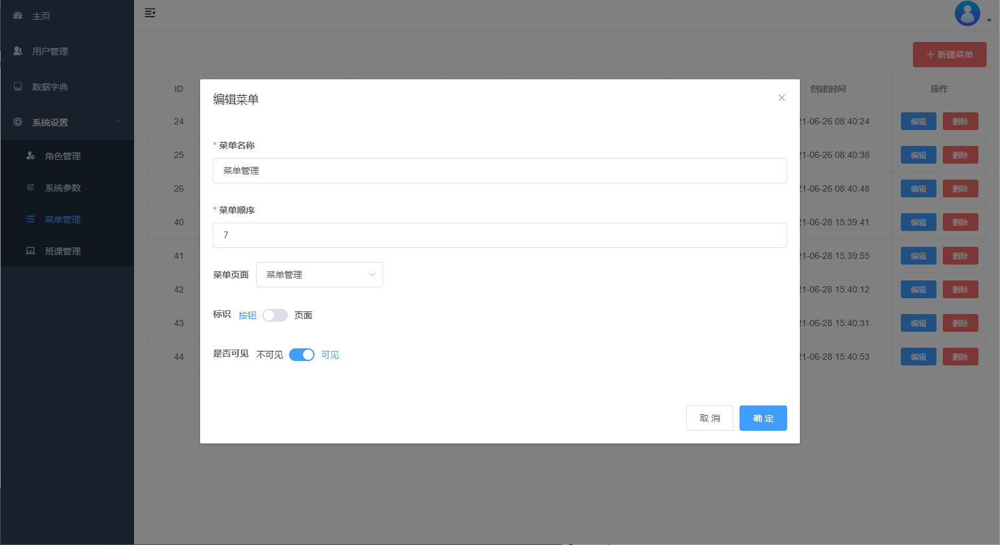 主页
用户管理
数据字典
系统设置
角色管理
系统参数
菜单管理
班课管理
+ 新建菜单
ID 创建时间 操作
24 21-06-26 08:40:24 编辑 删除
25 21-06-26 08:40:38 编辑 删除
26 21-06-26 08:40:48 编辑 删除
40 21-06-28 15:39:41 编辑 删除
41 21-06-28 15:39:55 编辑 删除
42 21-06-28 15:40:12 编辑 删除
43 21-06-28 15:40:31 编辑 删除
44 21-06-28 15:40:53 编辑 删除
编辑菜单
* 菜单名称
菜单管理
* 菜单顺序
7
菜单页面 菜单管理
标识 按钮 页面
是否可见 不可见 可见
取 消 确 定